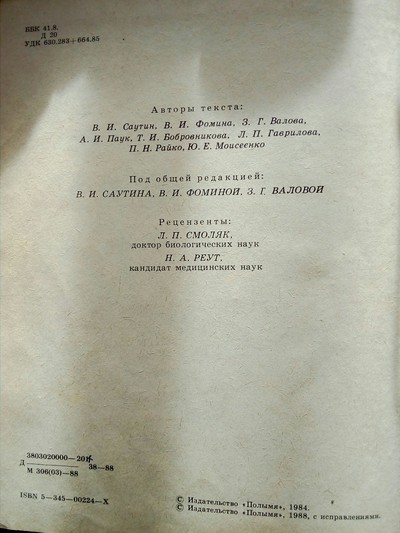 ББК 41.8.
Д 20
УДК 630.283+664.85
Авторы текста:
В. И. Саутин, В. И. Фомина, З. Г. Валова,
А. И. Паук, Т. И. Бобровникова, Л. П. Гаврилова,
П. Н. Райко, Ю. Е. Моисеенко
Под общей редакцией:
В. И. САУТИНА, В. И. ФОМИНОЙ, З. Г. ВАЛОВОЙ
Рецензенты:
Л. П. СМОЛЯК,
доктор биологических наук
Н. А. РЕУТ,
кандидат медицинских наук
3803020000—
Д 38—88
М 306(03)—88
ISBN 5—345—00224—X
© Издательство «Полымя», 1984.
© Издательство «Полымя», 1988, с исправлениями.